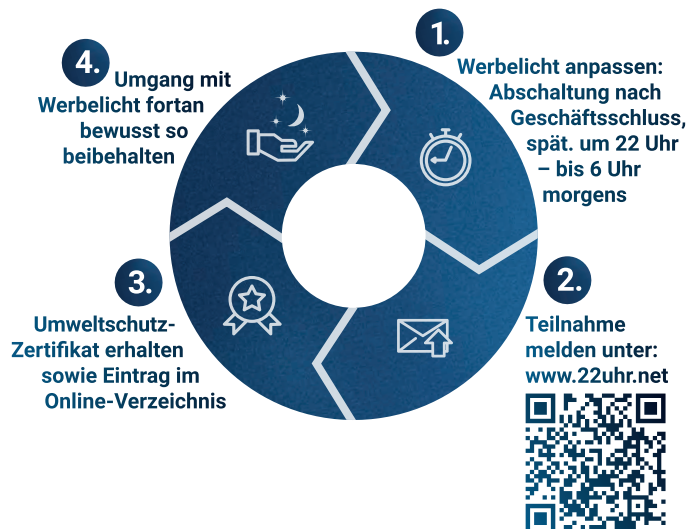 1.
Werbelicht anpassen:
Abschaltung nach
Geschäftsschluss,
spät. um 22 Uhr
– bis 6 Uhr
morgens
2.
Teilnahme
melden unter:
www.22uhr.net
3.
Umweltschutz-
Zertifikat erhalten
sowie Eintrag im
Online-Verzeichnis
4.
Umgang mit
Werbelicht fortan
bewusst so
beibehalten